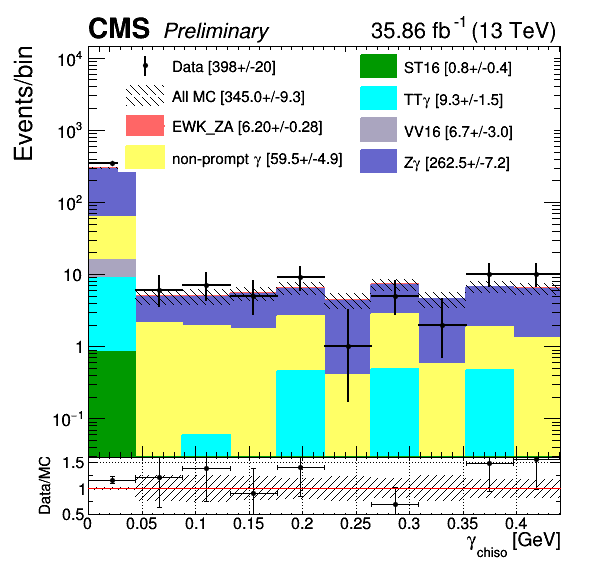 CMS Preliminary 35.86 fb⁻¹ (13 TeV)
Events/bin
Data [398+/-20]
All MC [345.0+/-9.3]
EWK_ZA [6.20+/-0.28]
non-prompt γ [59.5+/-4.9]
ST16 [0.8+/-0.4]
TTγ [9.3+/-1.5]
VV16 [6.7+/-3.0]
Zγ [262.5+/-7.2]
10⁴
10³
10²
10
1
10⁻¹
Data/MC
1.5
1
0.5
0 0.05 0.1 0.15 0.2 0.25 0.3 0.35 0.4
γchiso [GeV]